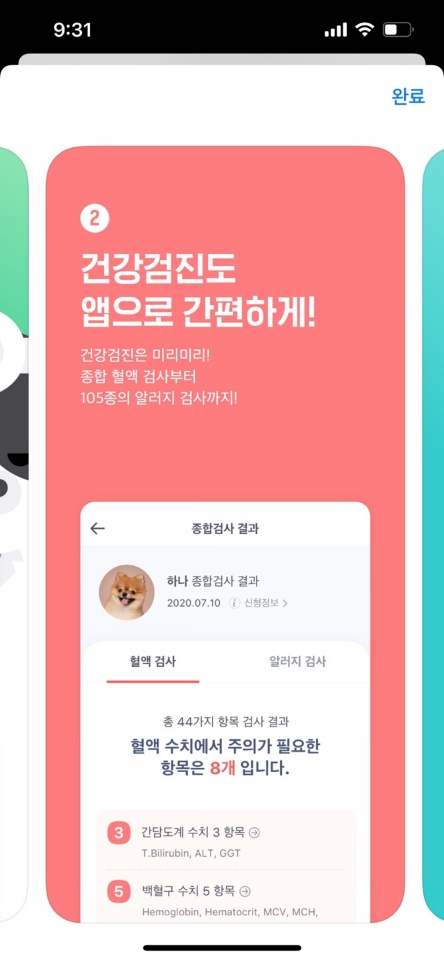 9:31
완료
2
건강검진도
앱으로 간편하게!
건강검진은 미리미리!
종합 혈액 검사부터
105종의 알러지 검사까지!
← 종합검사 결과
하나 종합검사 결과
2020.07.10 ⓘ 신청정보 >
혈액 검사 알러지 검사
총 44가지 항목 검사 결과
혈액 수치에서 주의가 필요한
항목은 8개 입니다.
3 간담도계 수치 3 항목
T.Bilirubin, ALT, GGT
5 백혈구 수치 5 항목
Hemoglobin, Hematocrit, MCV, MCH,